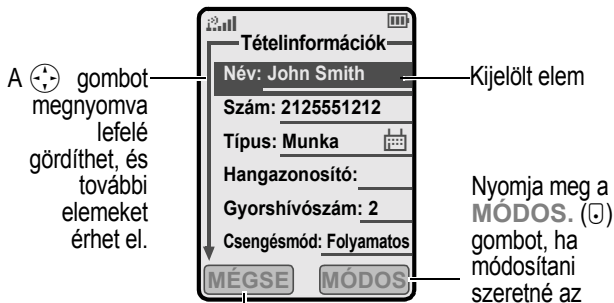 Tételinformációk
Név: John Smith
Szám: 2125551212
Típus: Munka
Hangazonosító:
Gyorshívószám: 2
Csengésmód: Folyamatos
MÉGSE
MÓDOS
A gombot
megnyomva
lefelé
gördíthet, és
további
elemeket
érhet el.
Kijelölt elem
Nyomja meg a
MÓDOS. ()
gombot, ha
módosítani
szeretné az